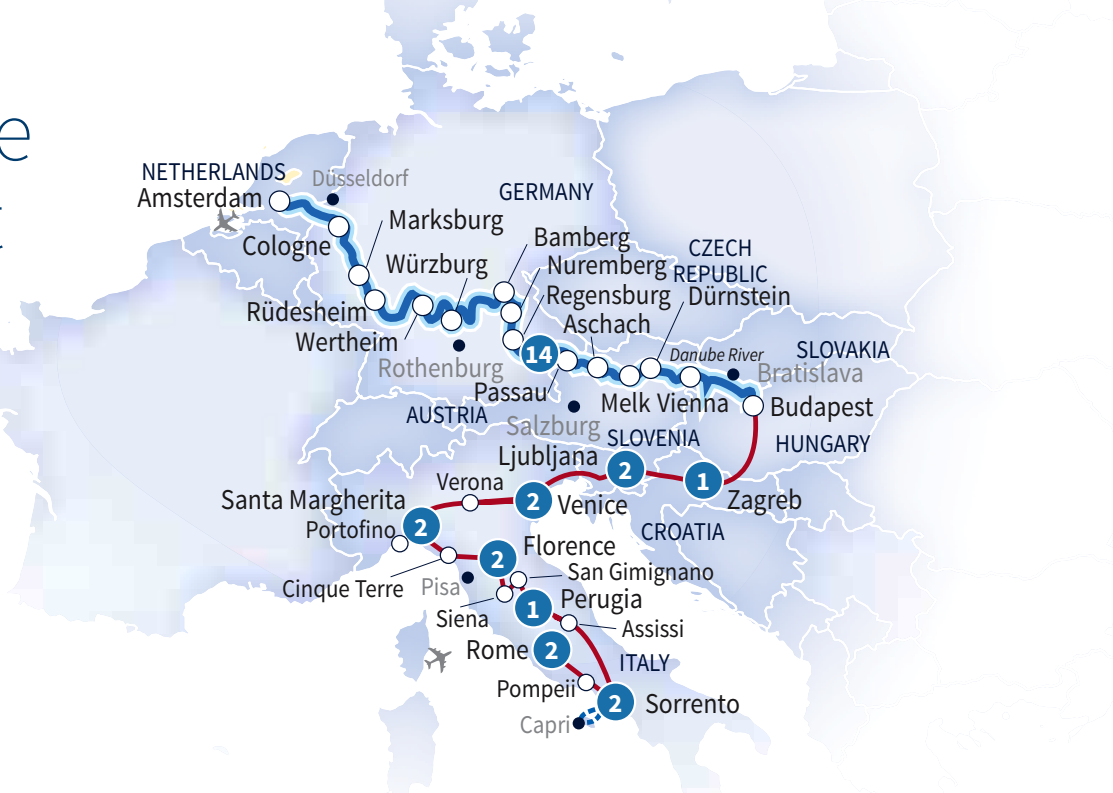 e
NETHERLANDS
Düsseldorf
Amsterdam
GERMANY
Marksburg
Cologne
Bamberg
CZECH
REPUBLIC
Würzburg
Nuremberg
Regensburg
Dürnstein
Rüdesheim
Aschach
Wertheim
14
Danube River
SLOVAKIA
Rothenburg
Bratislava
Passau
Melk
Vienna
Budapest
AUSTRIA
Salzburg
SLOVENIA
HUNGARY
Ljubljana
2
1
Verona
Zagreb
Santa Margherita
2
Venice
Portofino
2
CROATIA
Florence
2
San Gimignano
Cinque Terre
Pisa
Siena
1
Perugia
Assissi
Rome
2
ITALY
Pompeii
2
Sorrento
Capri